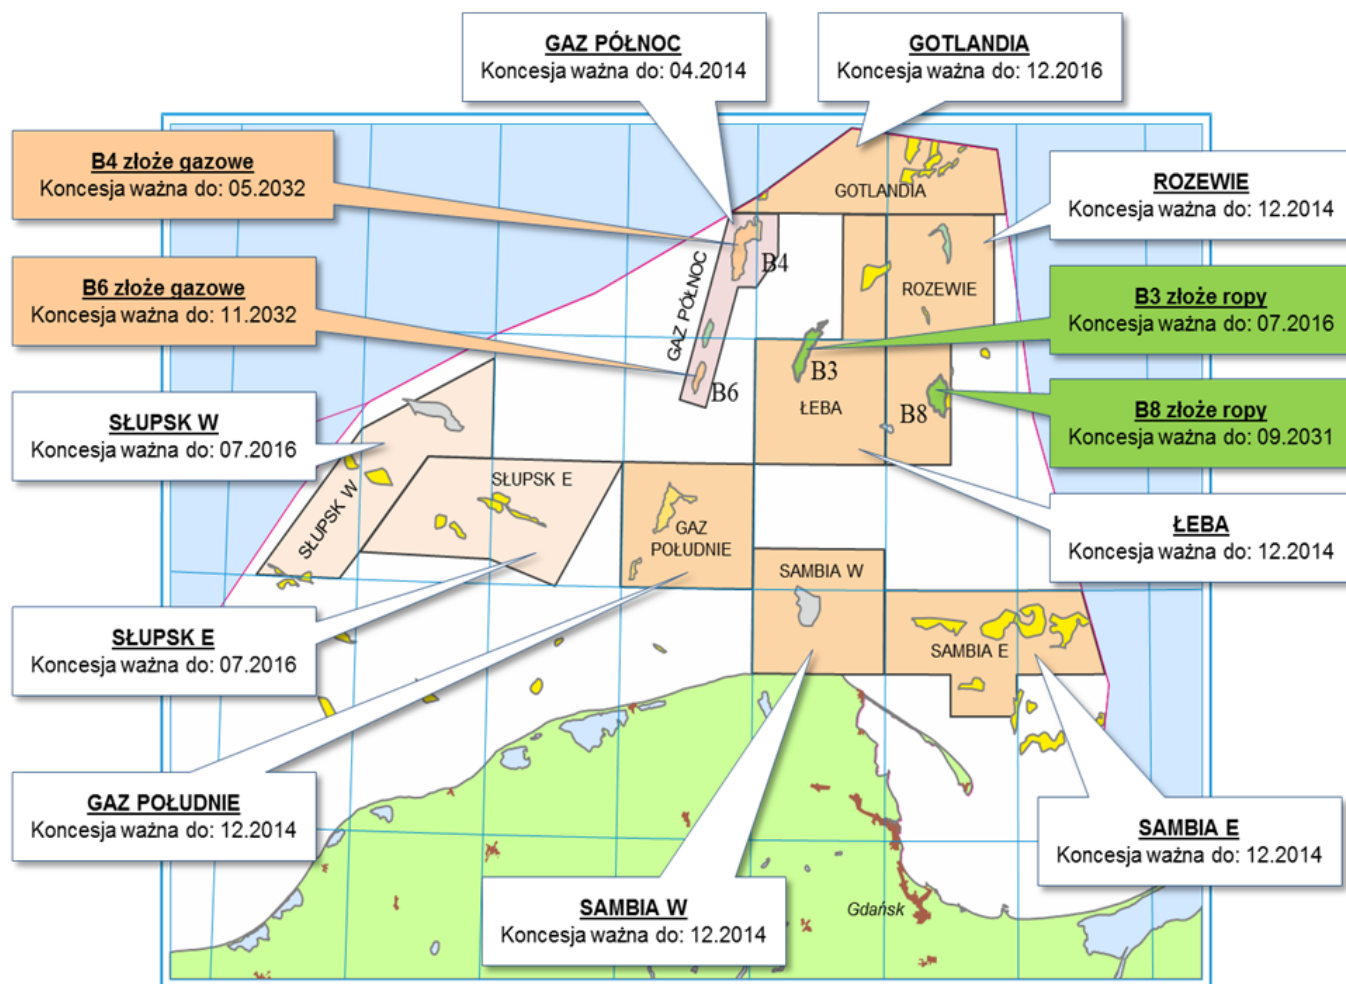 GAZ PÓŁNOC
Koncesja ważna do: 04.2014
GOTLANDIA
Koncesja ważna do: 12.2016
B4 złoże gazowe
Koncesja ważna do: 05.2032
ROZEWIE
Koncesja ważna do: 12.2014
B6 złoże gazowe
Koncesja ważna do: 11.2032
B3 złoże ropy
Koncesja ważna do: 07.2016
SŁUPSK W
Koncesja ważna do: 07.2016
B8 złoże ropy
Koncesja ważna do: 09.2031
ŁEBA
Koncesja ważna do: 12.2014
SŁUPSK E
Koncesja ważna do: 07.2016
GAZ POŁUDNIE
Koncesja ważna do: 12.2014
SAMBIA E
Koncesja ważna do: 12.2014
SAMBIA W
Koncesja ważna do: 12.2014
GOTLANDIA
B4
GAZ PÓŁNOC
ROZEWIE
B3
B6
ŁEBA
B8
SŁUPSK W
SŁUPSK E
GAZ
POŁUDNIE
SAMBIA W
SAMBIA E
Gdańsk